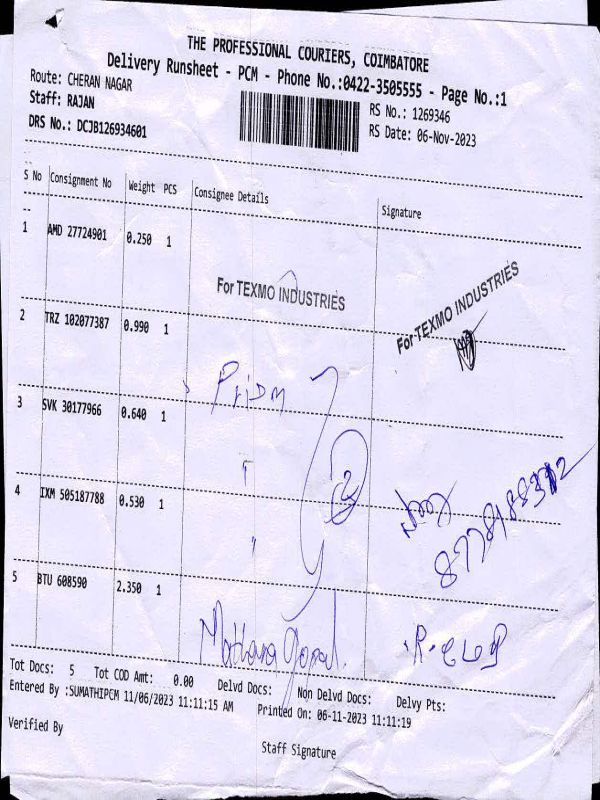 THE PROFESSIONAL COURIERS, COIMBATORE
Delivery Runsheet - PCM - Phone No.:0422-3505555 - Page No.:1
Route: CHERAN NAGAR
Staff: RAJAN
DRS No.: DCJB126934601
RS No.: 1269346
RS Date: 06-Nov-2023
S No Consignment No Weight PCS Consignee Details Signature
1 AMD 27724901 0.250 1
For TEXMO INDUSTRIES For TEXMO INDUSTRIES
2 TRZ 102077387 0.990 1
Prism
3 SVK 30177966 0.640 1
"
2
4 IXM 505187788 0.530 1
"
5 BTU 608590 2.350 1
Mathana Gopal.
Tot Docs: 5 Tot COD Amt: 0.00 Delvd Docs: Non Delvd Docs: Delvy Pts:
Entered By :SUMATHIPCM 11/06/2023 11:11:15 AM Printed On: 06-11-2023 11:11:19
Verified By
Staff Signature